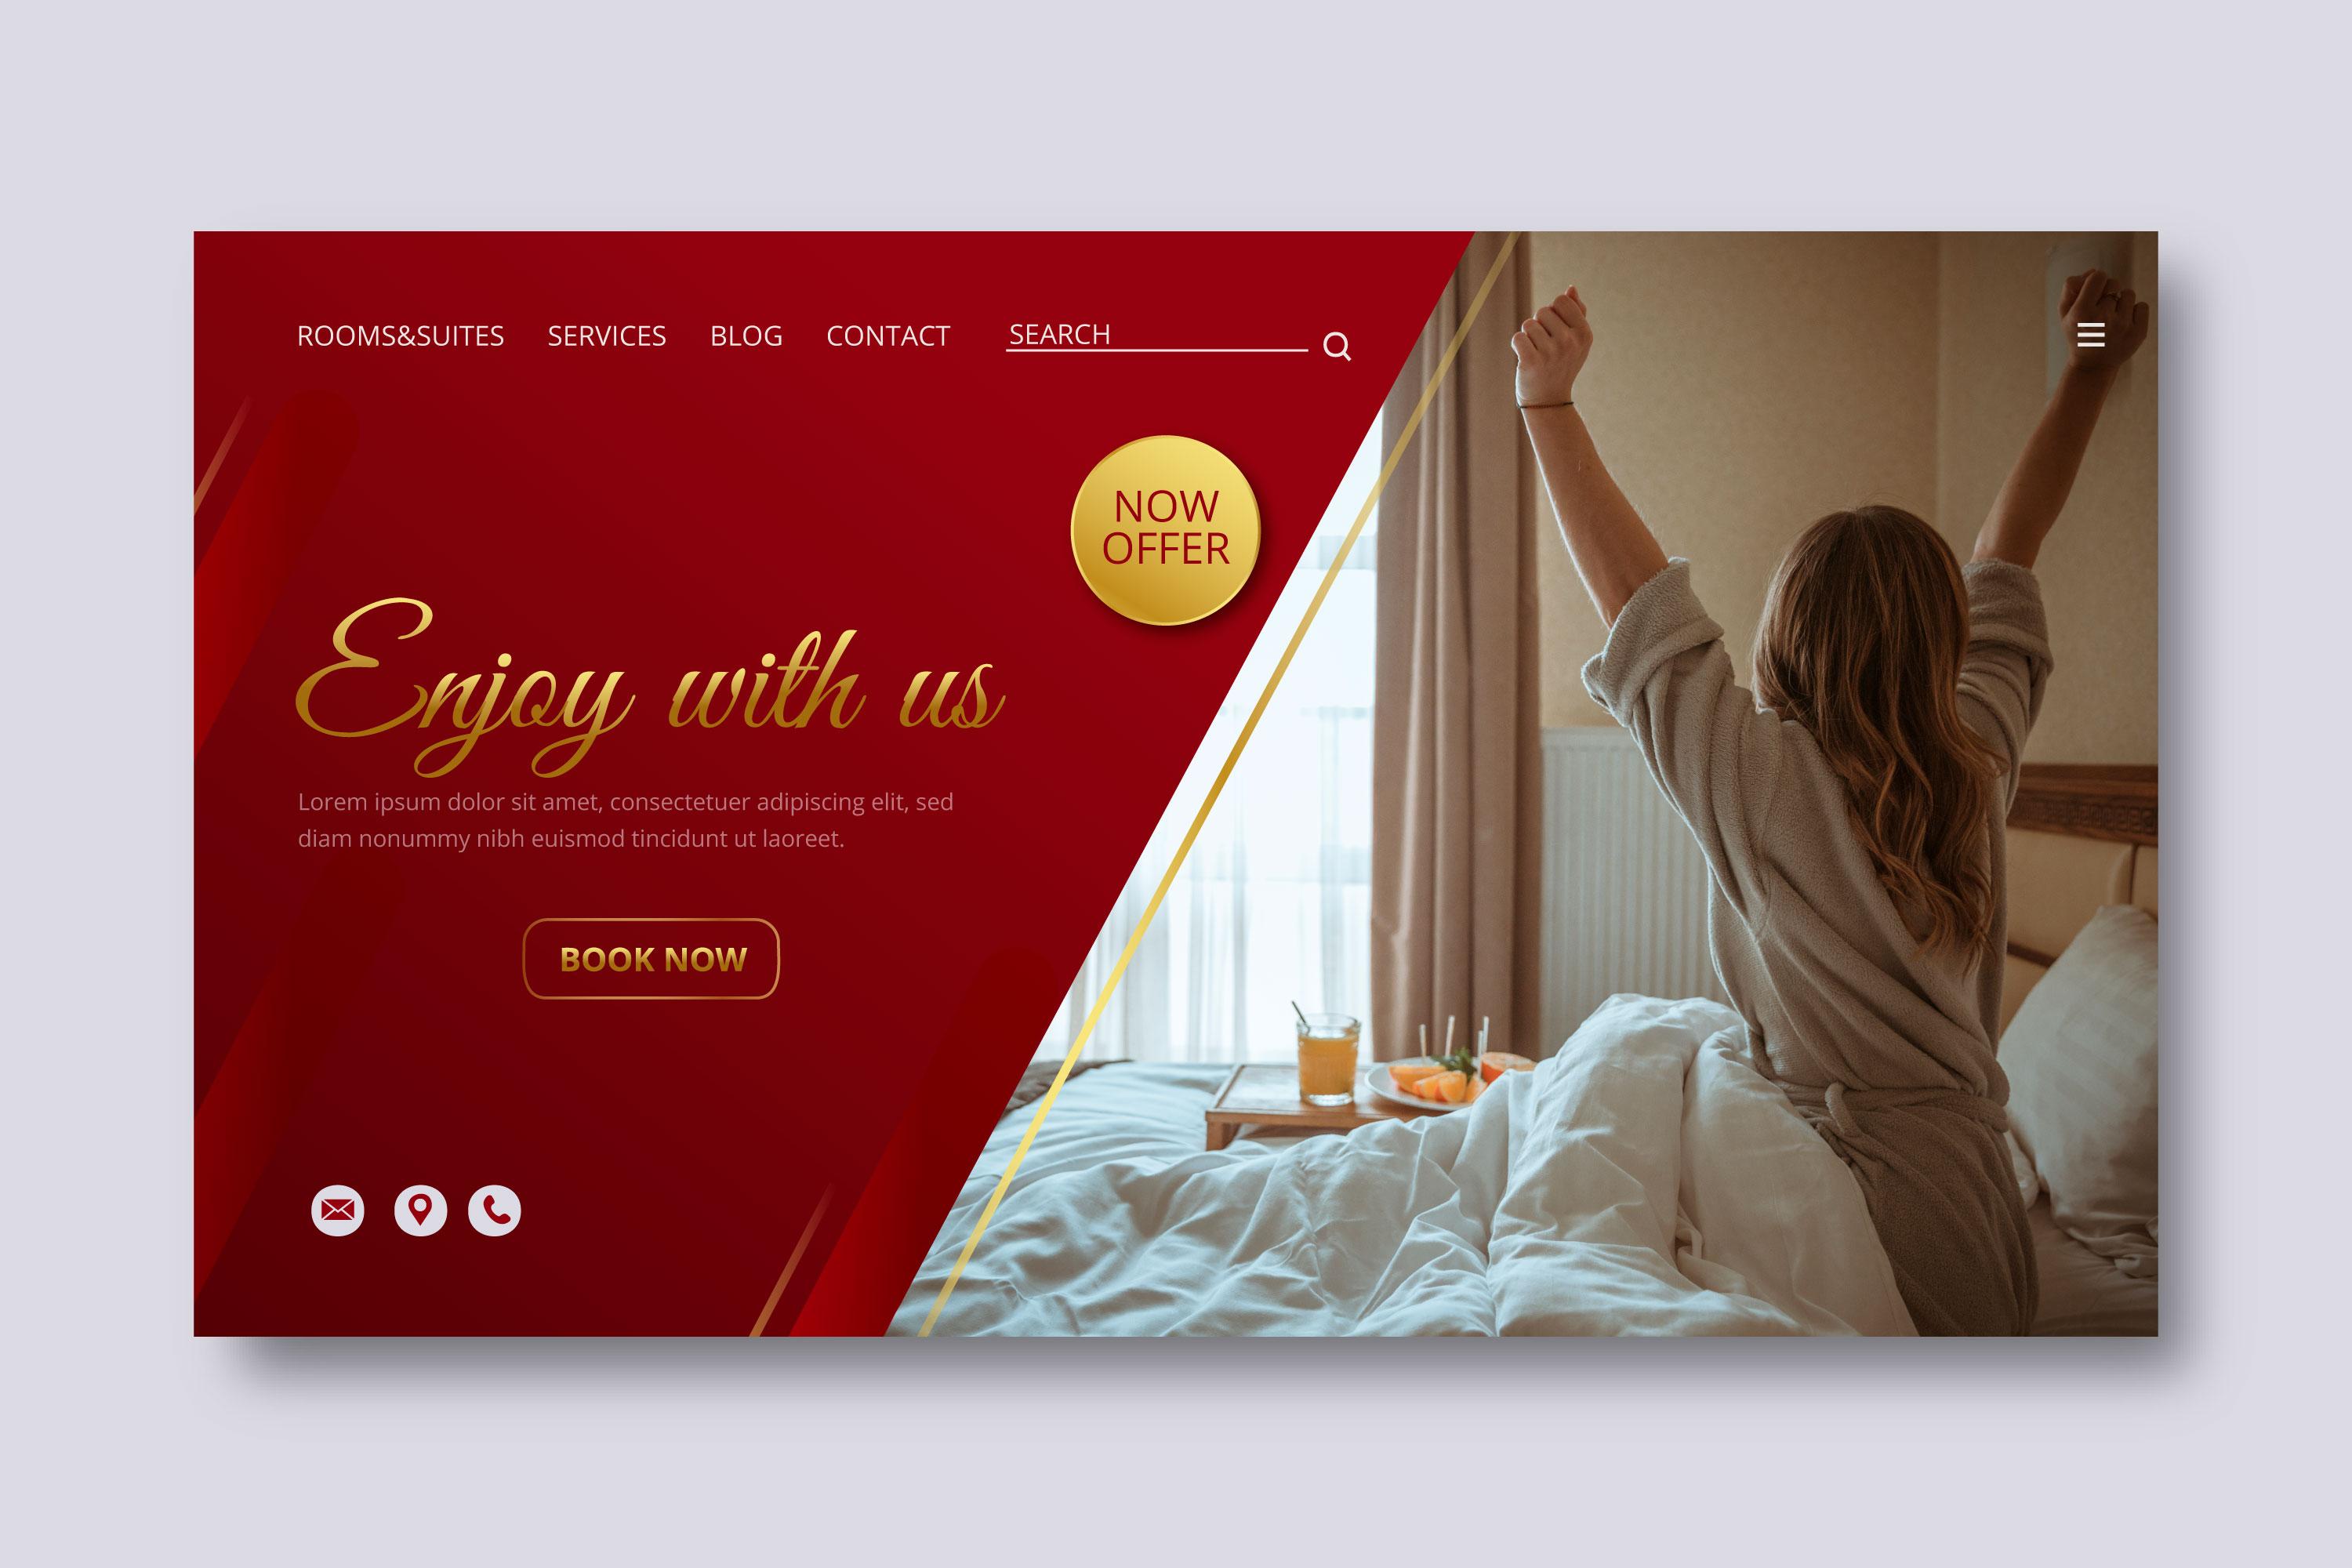 ROOMS&SUITES SERVICES BLOG CONTACT SEARCH
NOW
OFFER
Enjoy with us
Lorem ipsum dolor sit amet, consectetuer adipiscing elit, sed
diam nonummy nibh euismod tincidunt ut laoreet.
BOOK NOW